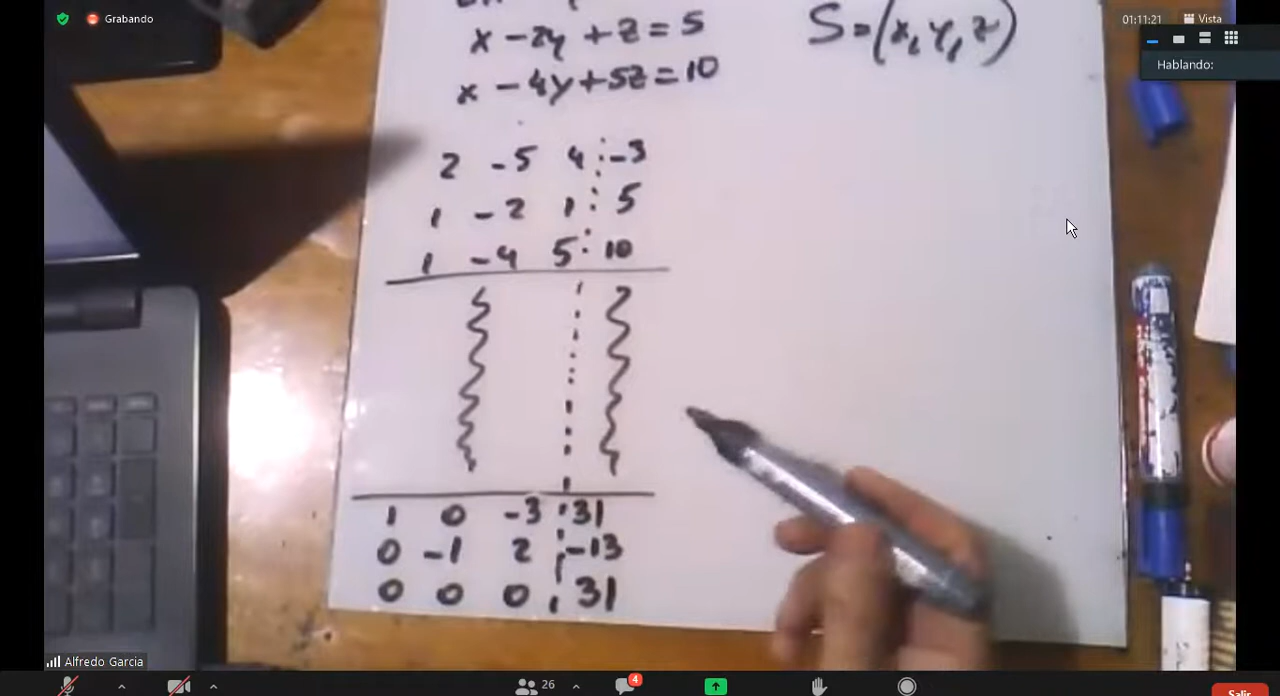 Grabando
01:11:21
Vista
Hablando:
x - 2y + z = 5
S = (x, y, z)
x - 4y + 5z = 10
2 -5 4 -3
1 -2 1 5
1 -4 5 10
1 0 -3 31
0 -1 2 -13
0 0 0 31
Alfredo Garcia
26
4
Salir